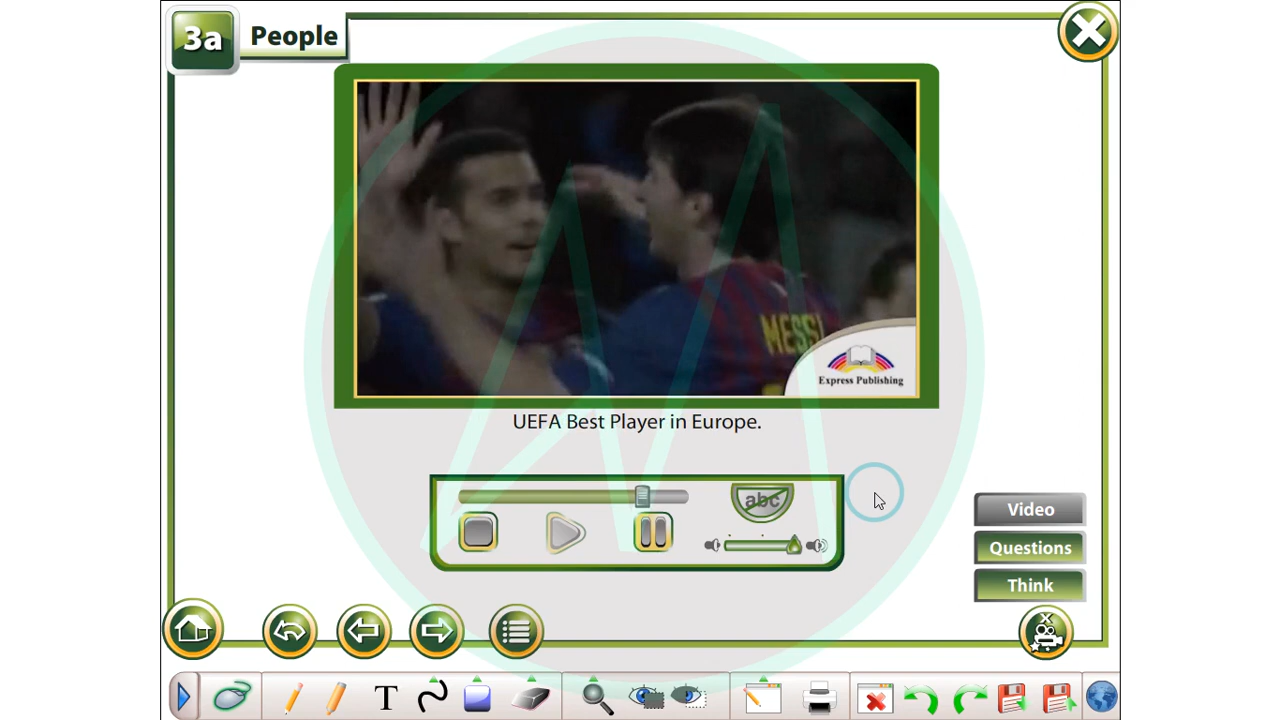 3a People
MESSI
Express Publishing
UEFA Best Player in Europe.
abc
Video
Questions
Think
T